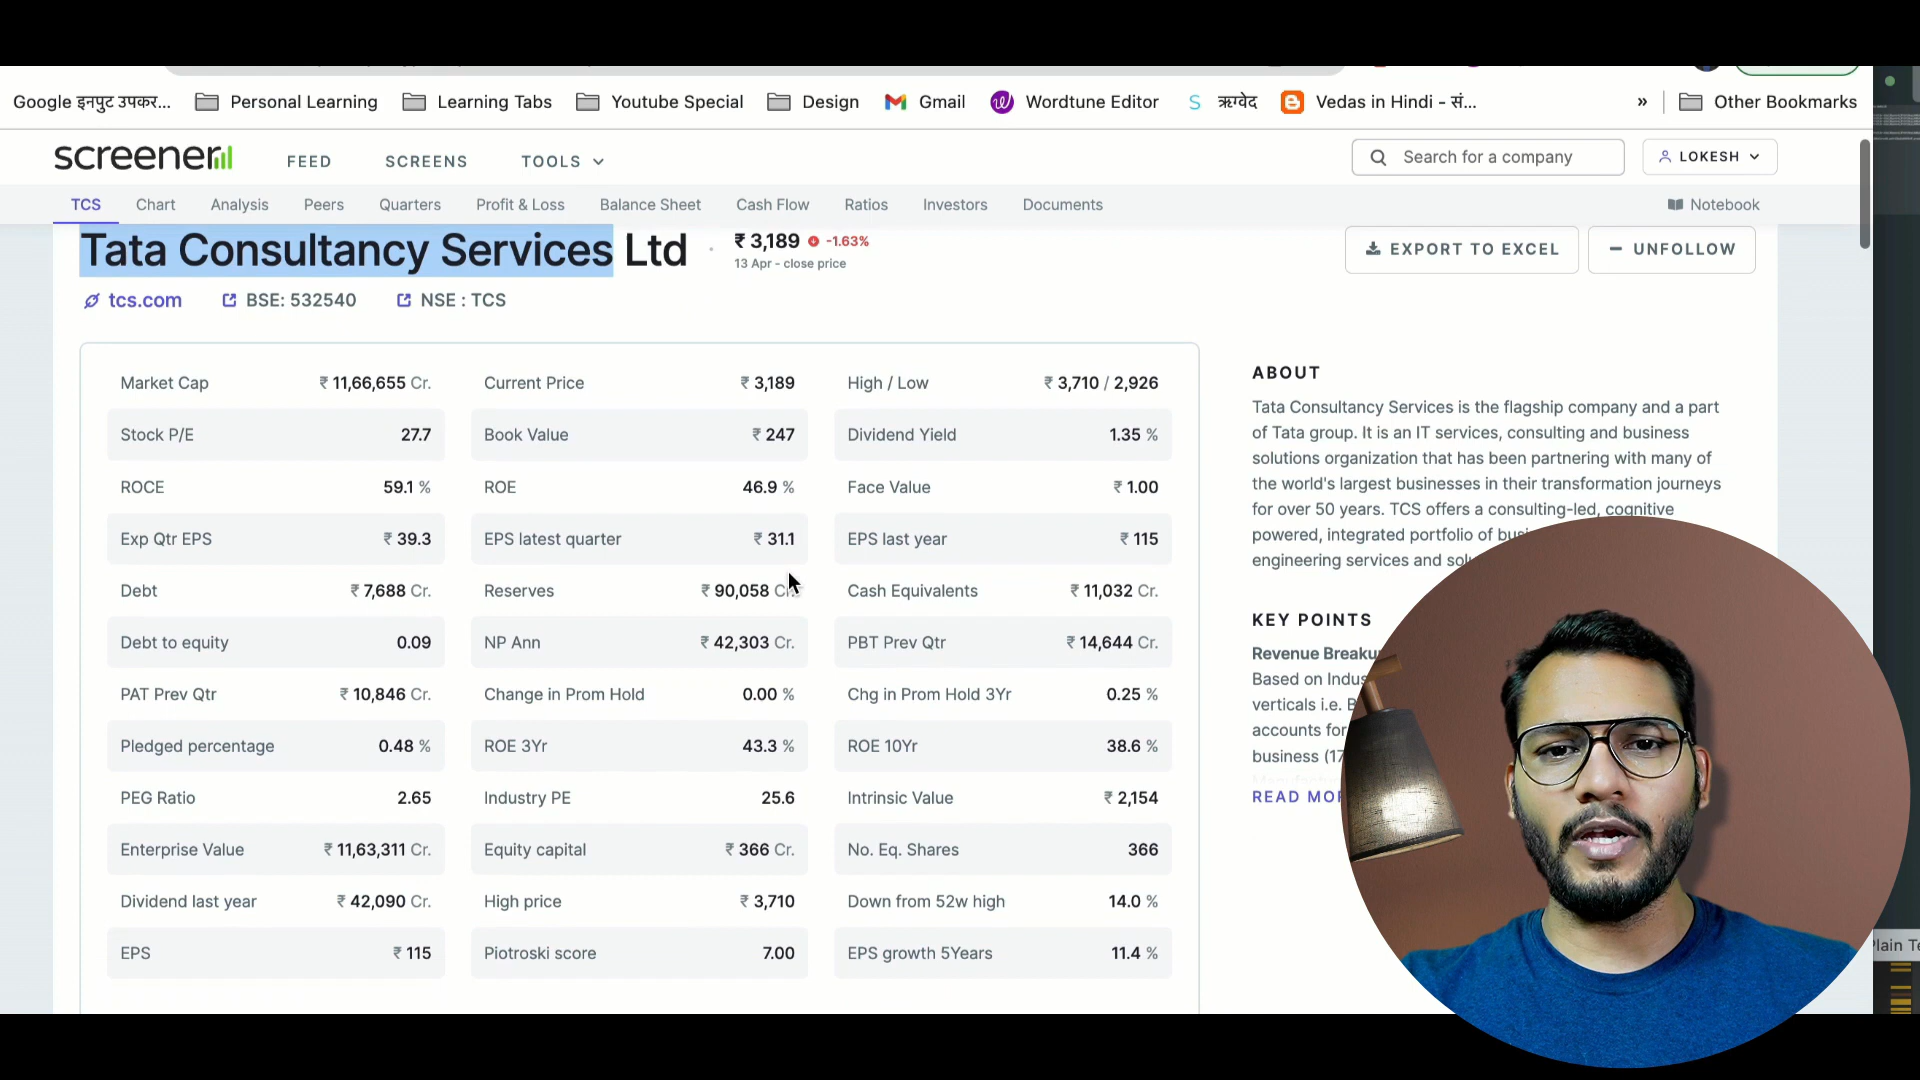 Google इनपुट उपकर... Personal Learning Learning Tabs Youtube Special Design Gmail Wordtune Editor S ऋग्वेद Vedas in Hindi - सं... » Other Bookmarks
screener FEED SCREENS TOOLS Search for a company LOKESH
TCS Chart Analysis Peers Quarters Profit & Loss Balance Sheet Cash Flow Ratios Investors Documents Notebook
Tata Consultancy Services Ltd ₹ 3,189 -1.63% EXPORT TO EXCEL UNFOLLOW
13 Apr - close price
tcs.com BSE: 532540 NSE : TCS
Market Cap ₹ 11,66,655 Cr. Current Price ₹ 3,189 High / Low ₹ 3,710 / 2,926
Stock P/E 27.7 Book Value ₹ 247 Dividend Yield 1.35 %
ROCE 59.1 % ROE 46.9 % Face Value ₹ 1.00
Exp Qtr EPS ₹ 39.3 EPS latest quarter ₹ 31.1 EPS last year ₹ 115
Debt ₹ 7,688 Cr. Reserves ₹ 90,058 Cash Equivalents ₹ 11,032 Cr.
Debt to equity 0.09 NP Ann ₹ 42,303 Cr. PBT Prev Qtr ₹ 14,644 Cr.
PAT Prev Qtr ₹ 10,846 Cr. Change in Prom Hold 0.00 % Chg in Prom Hold 3Yr 0.25 %
Pledged percentage 0.48 % ROE 3Yr 43.3 % ROE 10Yr 38.6 %
PEG Ratio 2.65 Industry PE 25.6 Intrinsic Value ₹ 2,154
Enterprise Value ₹ 11,63,311 Cr. Equity capital ₹ 366 Cr. No. Eq. Shares 366
Dividend last year ₹ 42,090 Cr. High price ₹ 3,710 Down from 52w high 14.0 %
EPS ₹ 115 Piotroski score 7.00 EPS growth 5Years 11.4 %
ABOUT
Tata Consultancy Services is the flagship company and a part
of Tata group. It is an IT services, consulting and business
solutions organization that has been partnering with many of
the world's largest businesses in their transformation journeys
for over 50 years. TCS offers a consulting-led, cognitive
powered, integrated portfolio of
engineering services and
KEY POINTS
Revenue
Based on
verticals i.e.
accounts for
business (17
READ